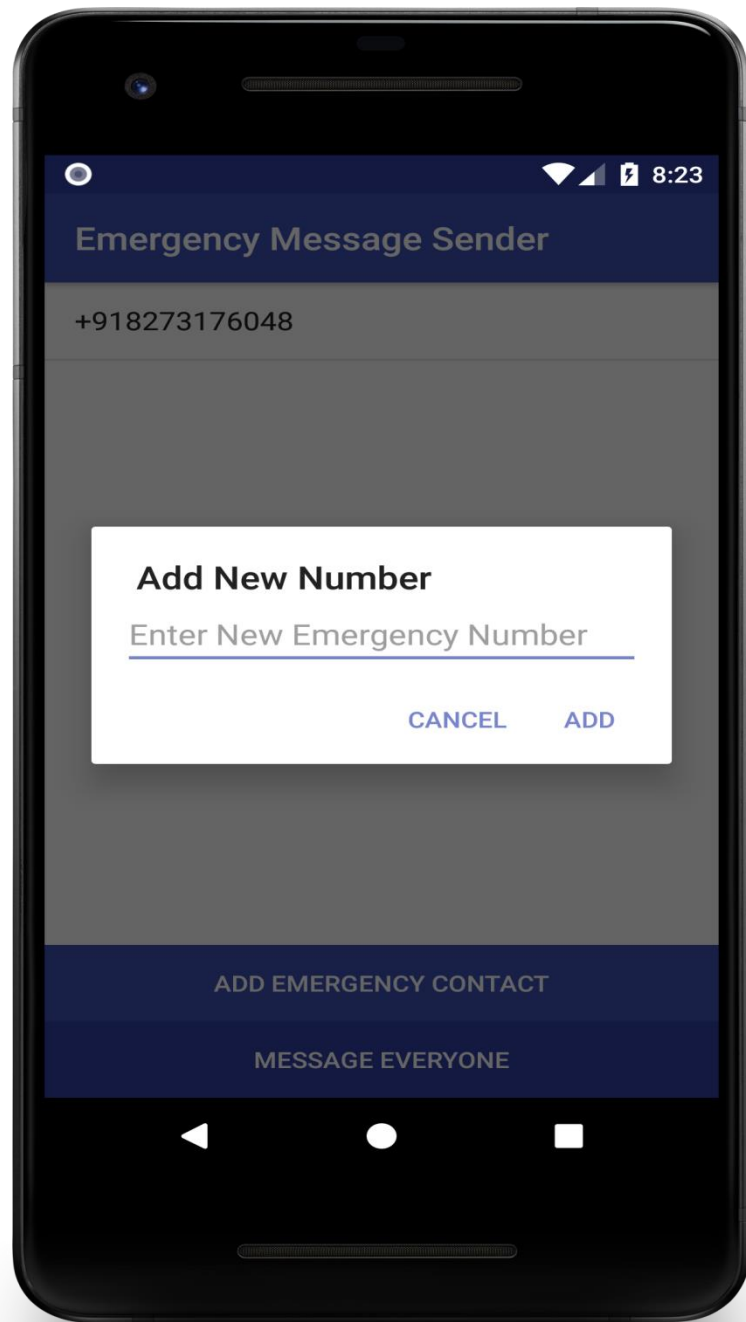 8:23
Emergency Message Sender
+918273176048
Add New Number
Enter New Emergency Number
CANCEL ADD
ADD EMERGENCY CONTACT
MESSAGE EVERYONE